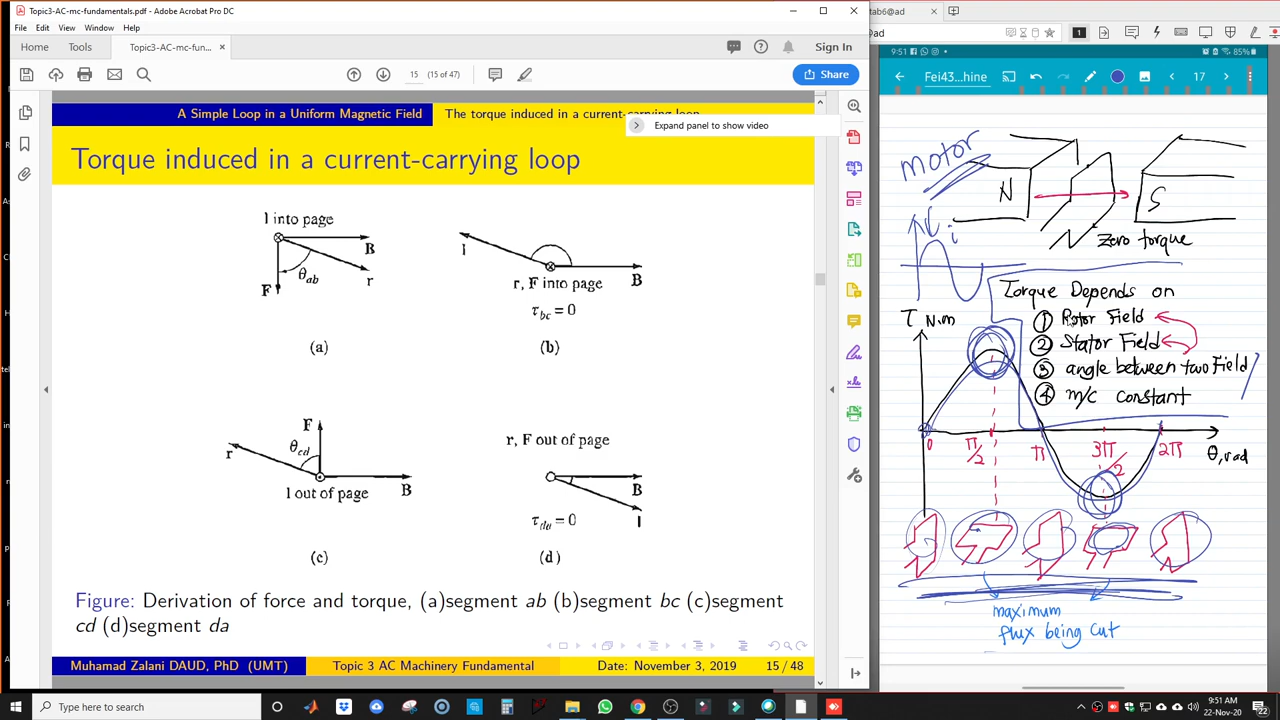 Topic3-AC-mc-fundamentals.pdf - Adobe Acrobat Pro DC
File Edit View Window Help
Home Tools Topic3-AC-mc-fun... × Sign In
15 (15 of 47) Share
A Simple Loop in a Uniform Magnetic Field The torque induced in a current-carrying loop
Expand panel to show video
Torque induced in a current-carrying loop
l into page
B
θab
F
r
(a)
l
r, F into page
B
τbc = 0
(b)
F
r
θcd
l out of page
B
(c)
r, F out of page
B
τda = 0
l
(d)
Figure: Derivation of force and torque, (a)segment ab (b)segment bc (c)segment
cd (d)segment da
Muhamad Zalani DAUD, PhD (UMT) Topic 3 AC Machinery Fundamental Date: November 3, 2019 15 / 48
tab6@ad
ad
1
9:51 85%
Fei43...hine 17
motor
N
S
Zero torque
i
Torque Depends on
τ N.m
① Rotor Field
② Stator Field
③ angle between two Field
④ m/c constant
0 π/2 π 3π/2 2π θ, rad
maximum
flux being cut
Type here to search
9:51 AM
22-Nov-20